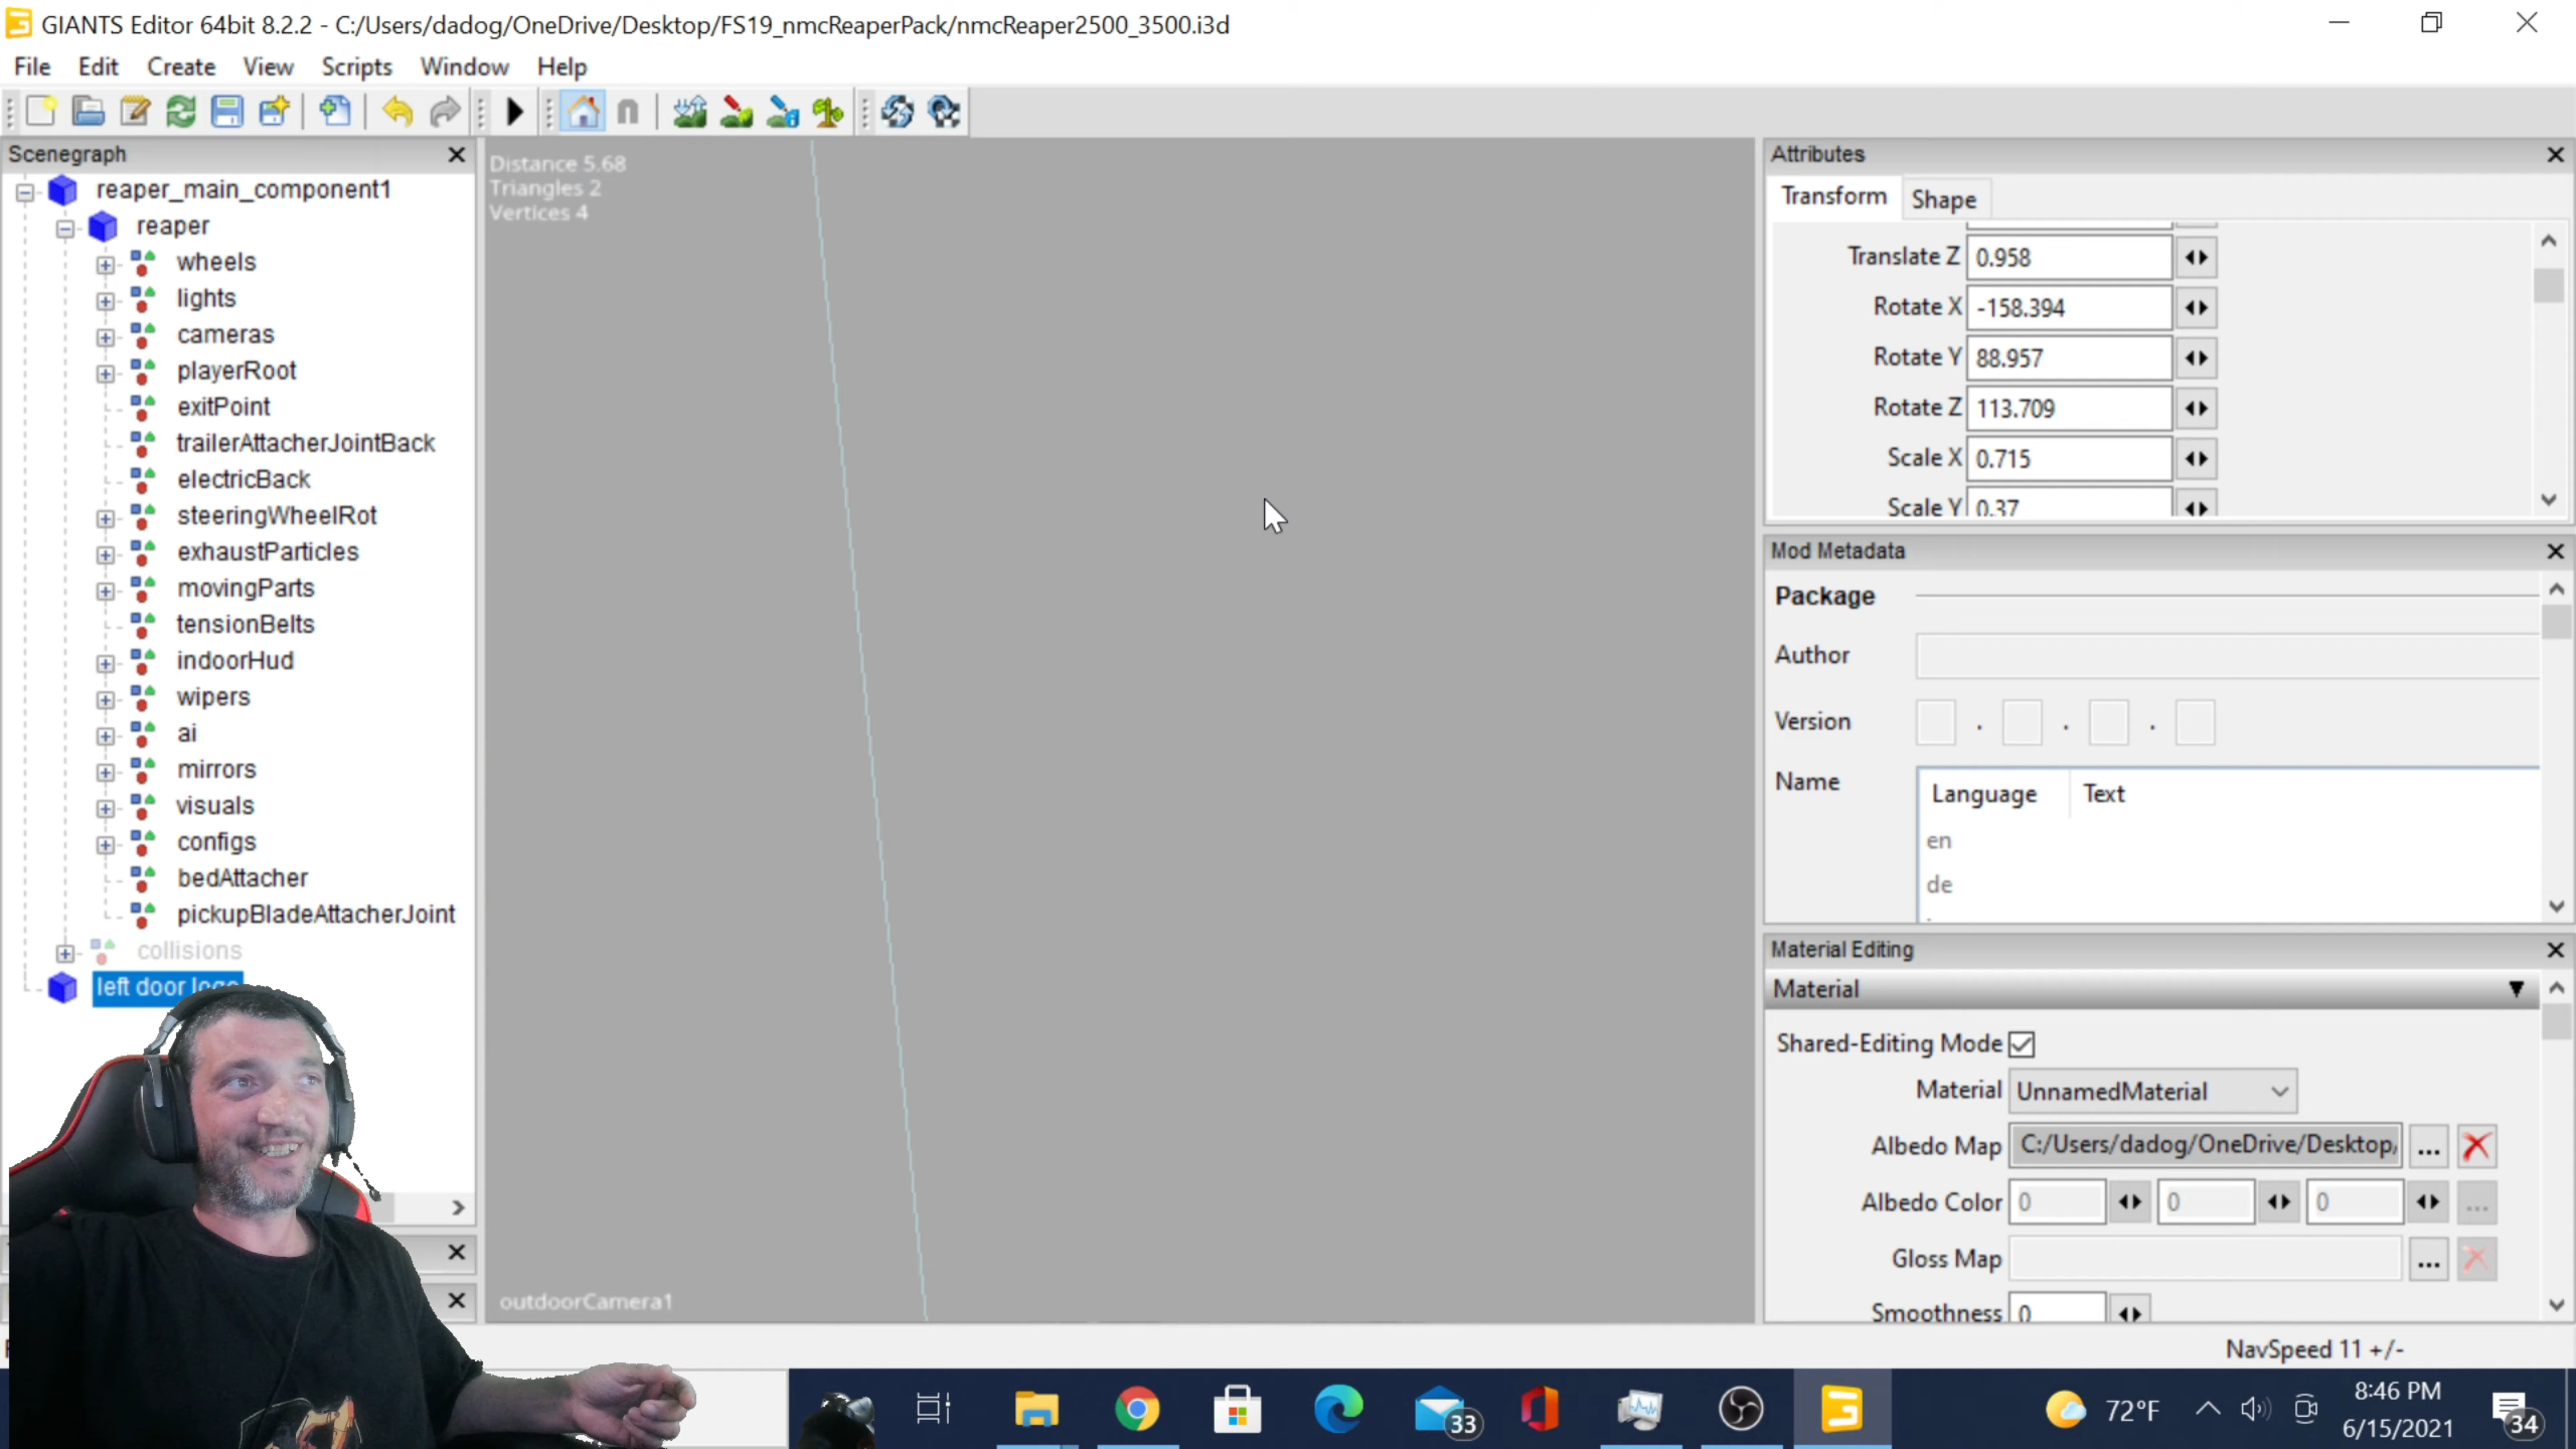 GIANTS Editor 64bit 8.2.2 - C:/Users/dadog/OneDrive/Desktop/FS19_nmcReaperPack/nmcReaper2500_3500.i3d
File Edit Create View Scripts Window Help
Scenegraph
reaper_main_component1
reaper
wheels
lights
cameras
playerRoot
exitPoint
trailerAttacherJointBack
electricBack
steeringWheelRot
exhaustParticles
movingParts
tensionBelts
indoorHud
wipers
ai
mirrors
visuals
configs
bedAttacher
pickupBladeAttacherJoint
collisions
left door logo
Distance 5.68
Triangles 2
Vertices 4
outdoorCamera1
Attributes
Transform Shape
Translate Z 0.958
Rotate X -158.394
Rotate Y 88.957
Rotate Z 113.709
Scale X 0.715
Scale Y 0.37
Mod Metadata
Package
Author
Version . . .
Name
Language Text
en
de
Material Editing
Material
Shared-Editing Mode
Material UnnamedMaterial
Albedo Map C:/Users/dadog/OneDrive/Desktop/
...
Albedo Color 0 0 0 ...
Gloss Map ...
Smoothness 0
NavSpeed 11 +/-
33
72°F
8:46 PM
6/15/2021
34